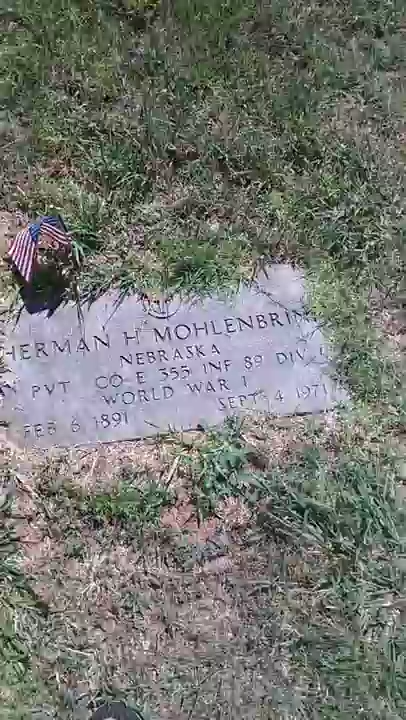 HERMAN H MOHLENBRIN
NEBRASKA
PVT CO E 355 INF 89 DIV
WORLD WAR I
FEB 6 1891 SEPT 4 1971